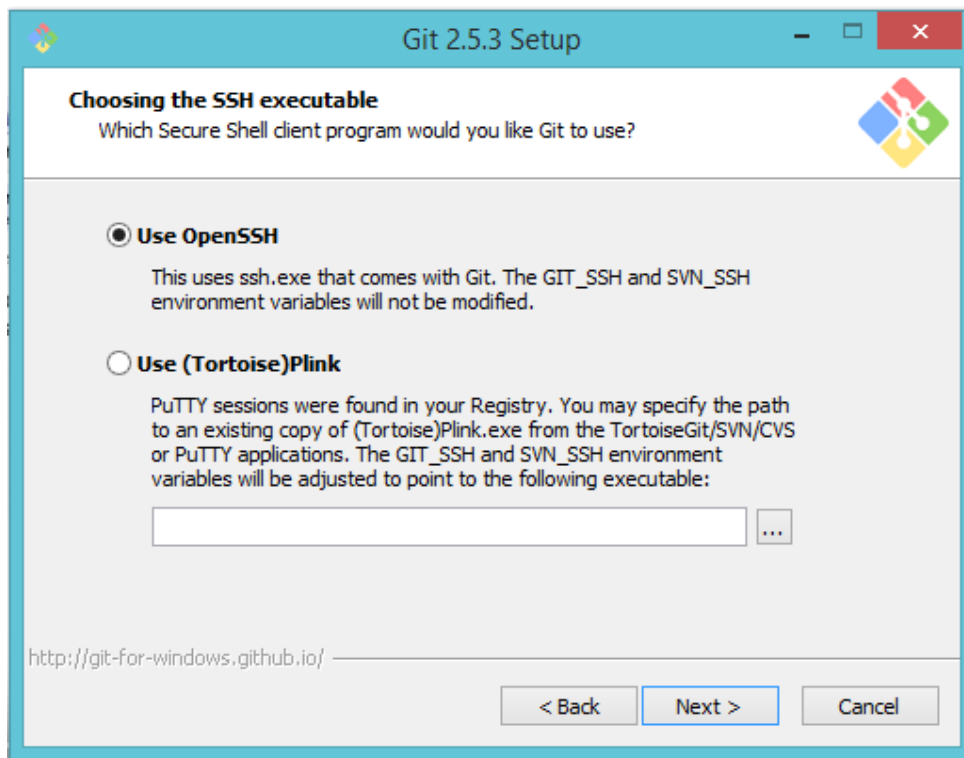 Git 2.5.3 Setup
Choosing the SSH executable
Which Secure Shell client program would you like Git to use?
Use OpenSSH
This uses ssh.exe that comes with Git. The GIT_SSH and SVN_SSH
environment variables will not be modified.
Use (Tortoise)Plink
PuTTY sessions were found in your Registry. You may specify the path
to an existing copy of (Tortoise)Plink.exe from the TortoiseGit/SVN/CVS
or PuTTY applications. The GIT_SSH and SVN_SSH environment
variables will be adjusted to point to the following executable:
...
http://git-for-windows.github.io/
< Back Next > Cancel